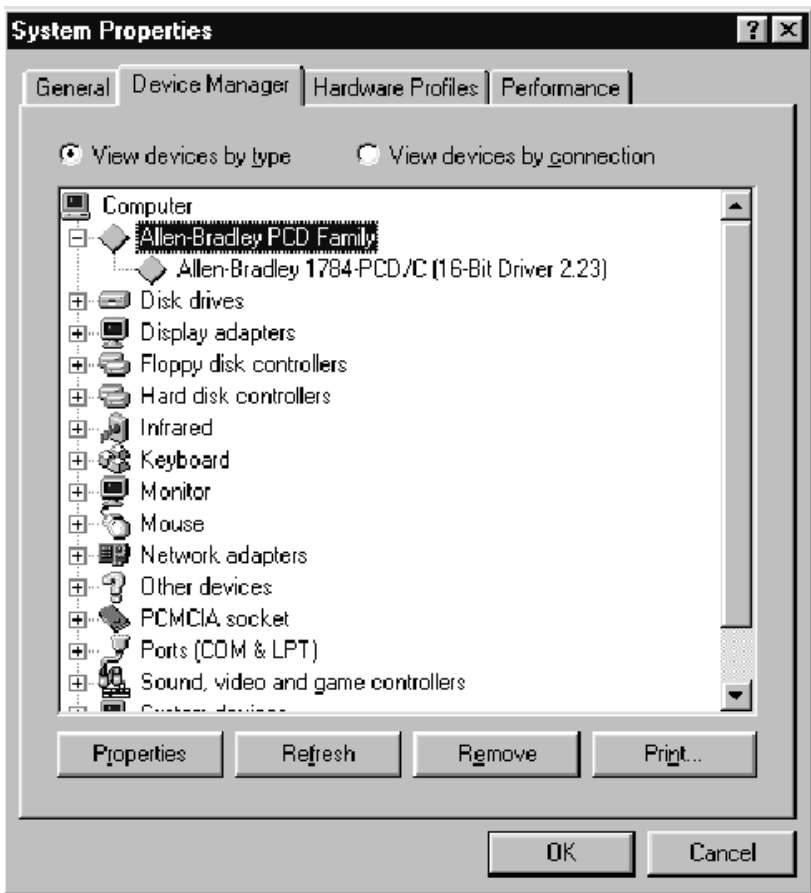 System Properties
General Device Manager Hardware Profiles Performance
View devices by type View devices by connection
Computer
Allen-Bradley PCD Family
Allen-Bradley 1784-PCD/C (16-Bit Driver 2.23)
Disk drives
Display adapters
Floppy disk controllers
Hard disk controllers
Infrared
Keyboard
Monitor
Mouse
Network adapters
Other devices
PCMCIA socket
Ports (COM & LPT)
Sound, video and game controllers
Properties Refresh Remove Print...
OK Cancel